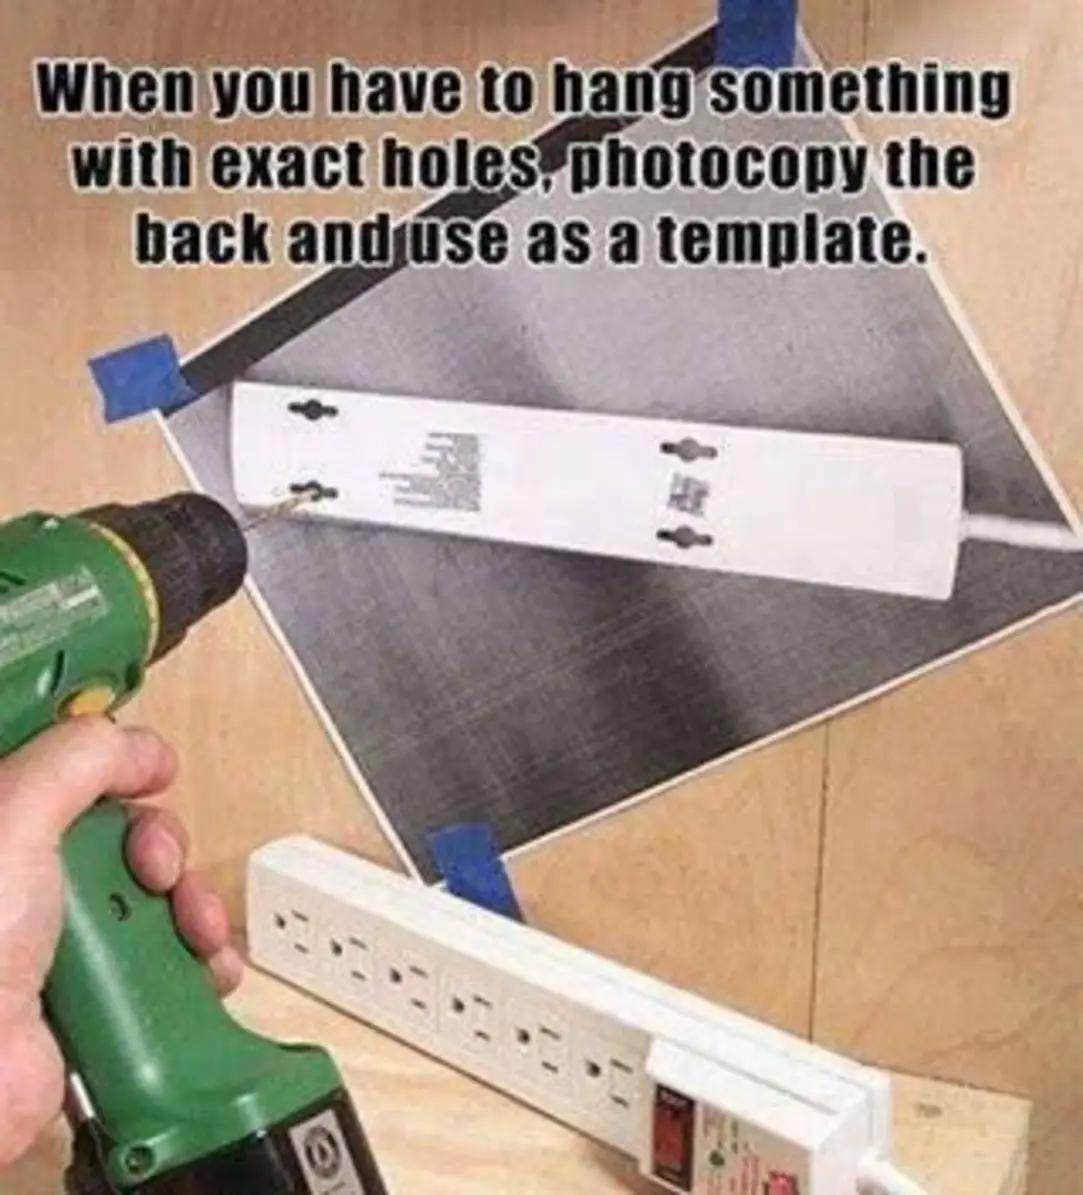 When you have to hang something
with exact holes, photocopy the
back and use as a template.